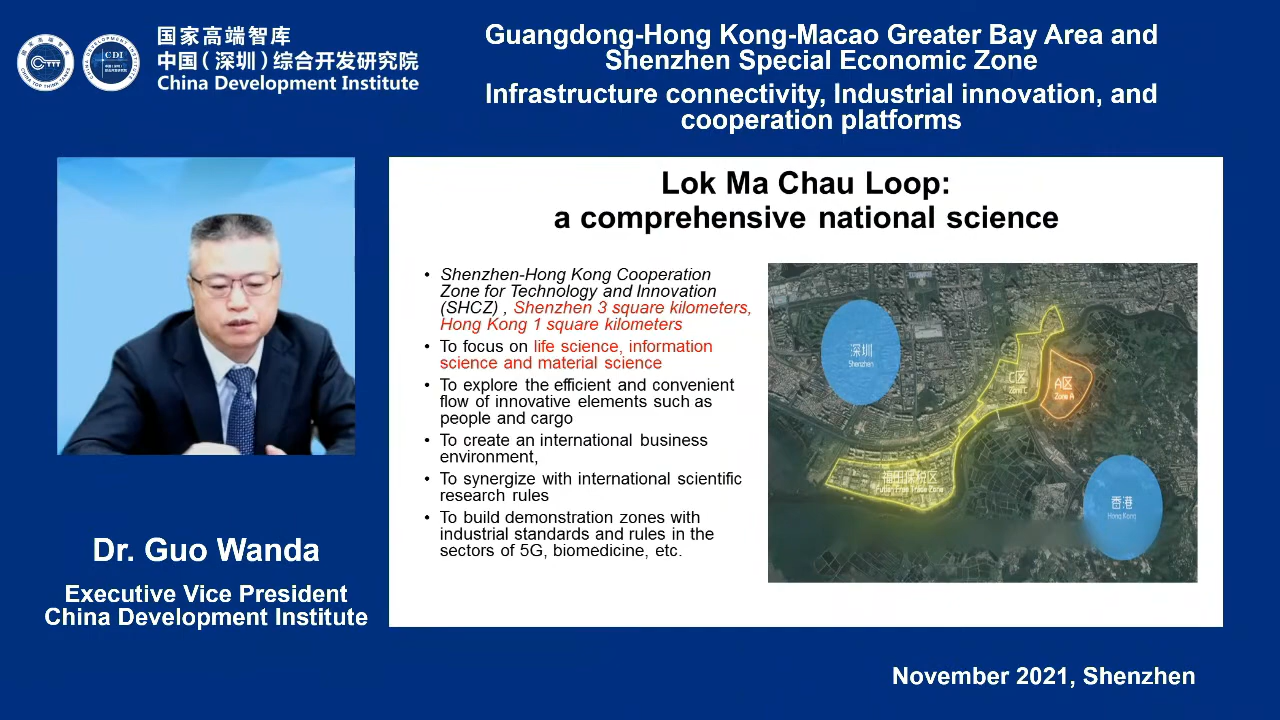 国家高端智库
中国(深圳)综合开发研究院
China Development Institute
CDI
Guangdong-Hong Kong-Macao Greater Bay Area and
Shenzhen Special Economic Zone
Infrastructure connectivity, Industrial innovation, and
cooperation platforms
Lok Ma Chau Loop:
a comprehensive national science
• Shenzhen-Hong Kong Cooperation
Zone for Technology and Innovation
(SHCZ) , Shenzhen 3 square kilometers,
Hong Kong 1 square kilometers
• To focus on life science, information
science and material science
• To explore the efficient and convenient
flow of innovative elements such as
people and cargo
• To create an international business
environment,
• To synergize with international scientific
research rules
• To build demonstration zones with
industrial standards and rules in the
sectors of 5G, biomedicine, etc.
深圳
Shenzhen
C区
Zone C
A区
Zone A
福田保税区
Futian Free Trade Zone
香港
Hong Kong
Dr. Guo Wanda
Executive Vice President
China Development Institute
November 2021, Shenzhen